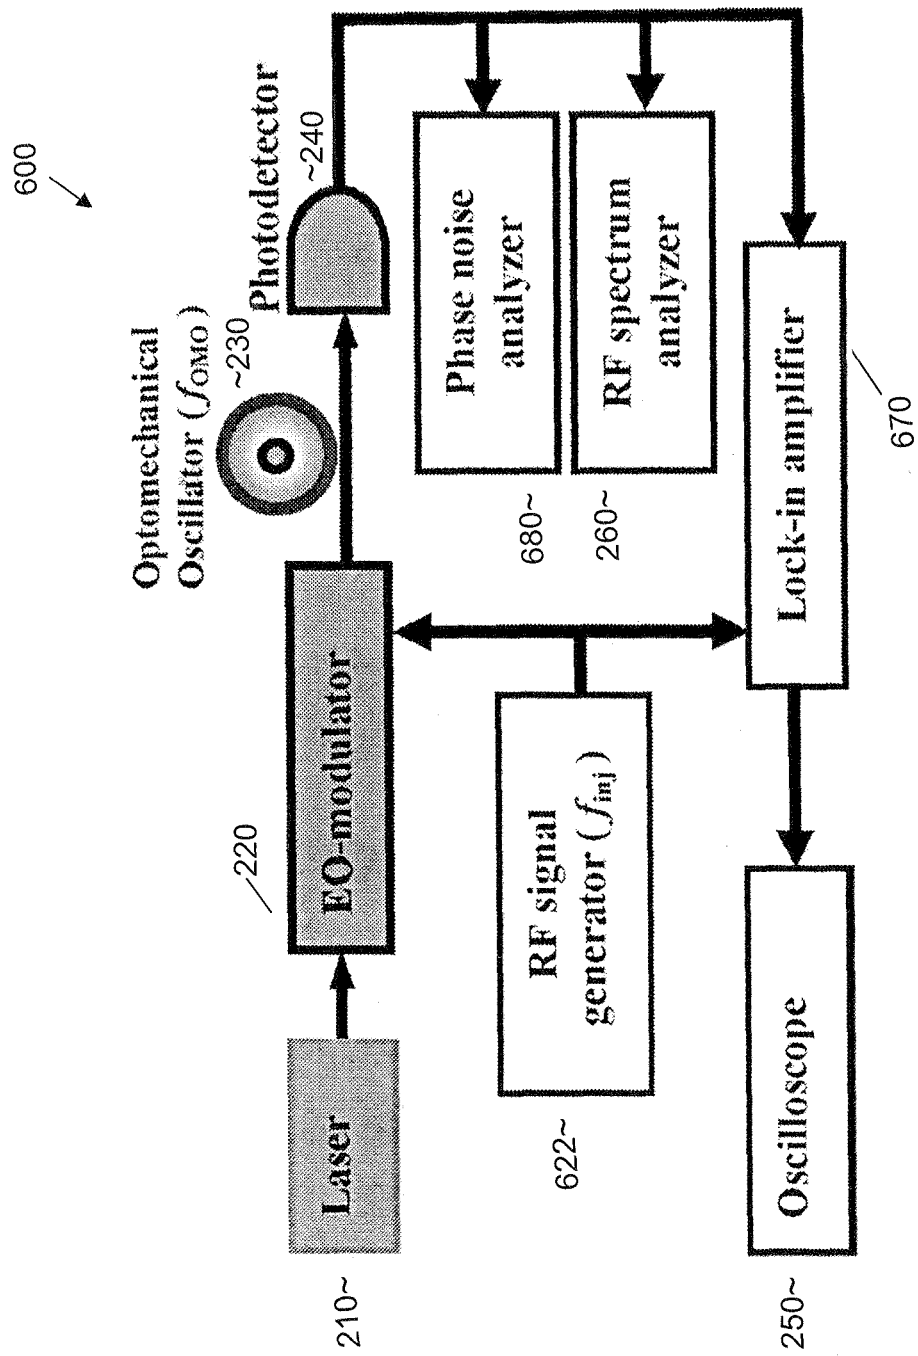 600
Optomechanical
Oscillator (fOMO)
~230
Photodetector
~240
220
EO-modulator
Laser
210~
RF signal
generator (finj)
622~
Phase noise
analyzer
680~
RF spectrum
analyzer
260~
Lock-in amplifier
670
Oscilloscope
250~